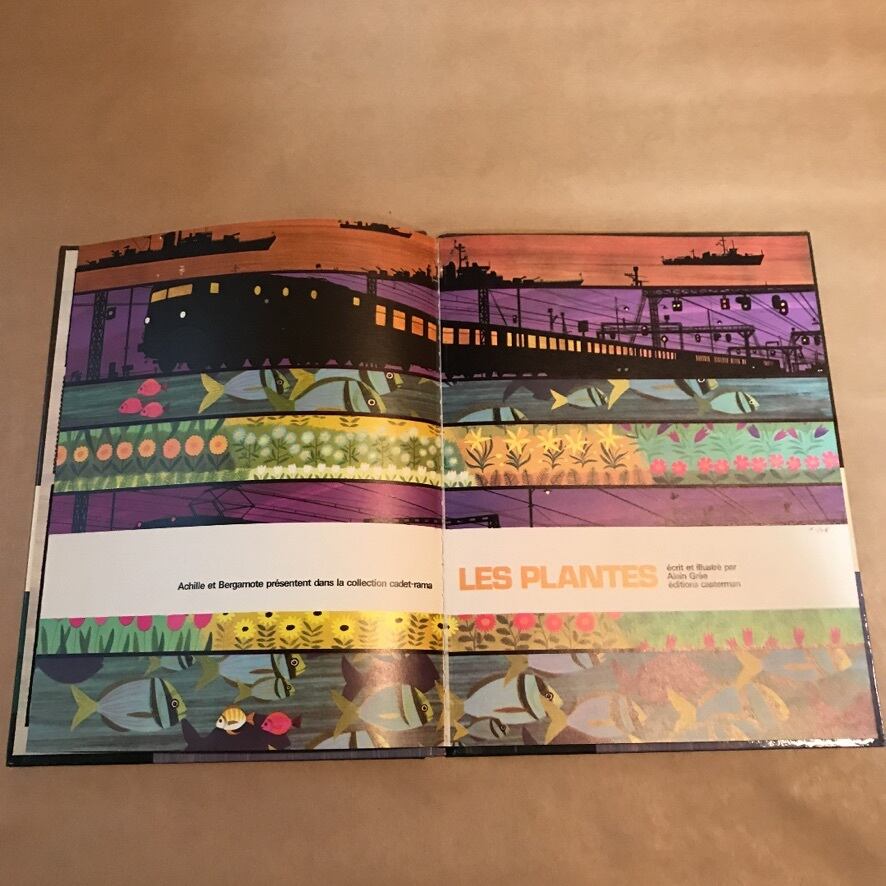 Achille et Bergamote présentent dans la collection cadet-rama
LES PLANTES
écrit et illustré par
Alain Grée
éditions casterman